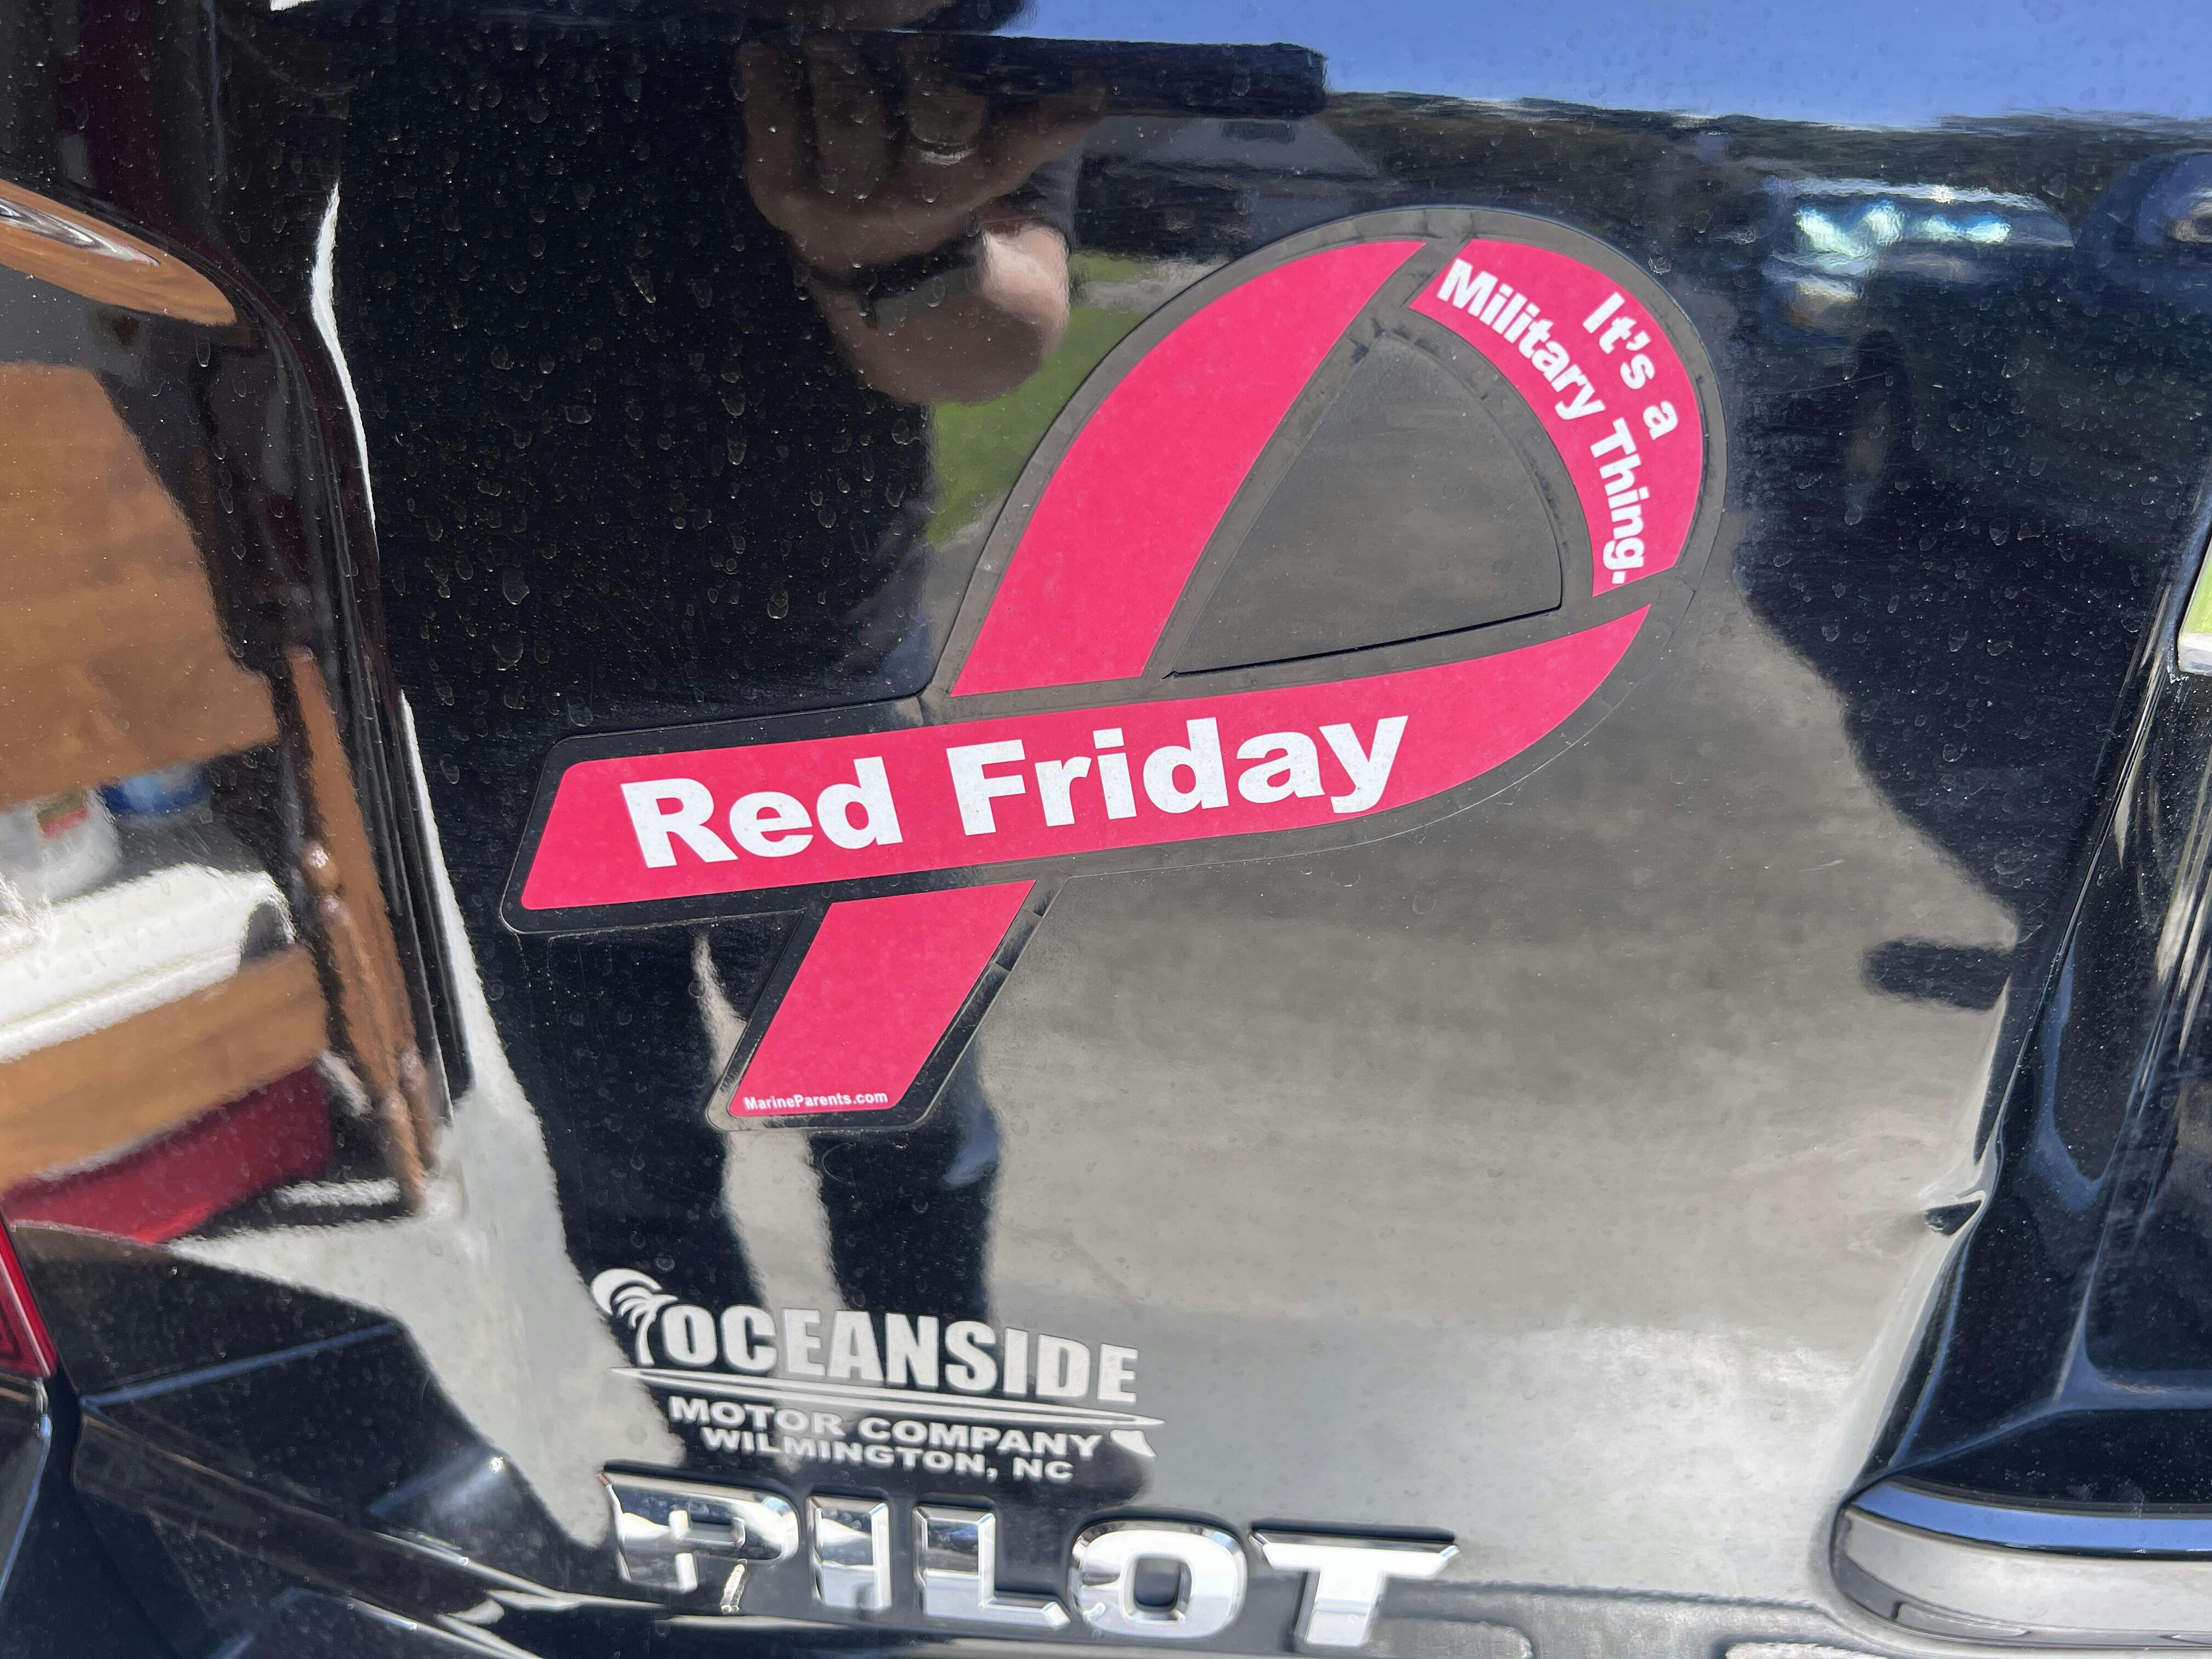 It's a
Military Thing.
Red Friday
MarineParents.com
OCEANSIDE
MOTOR COMPANY
WILMINGTON, NC
PILOT